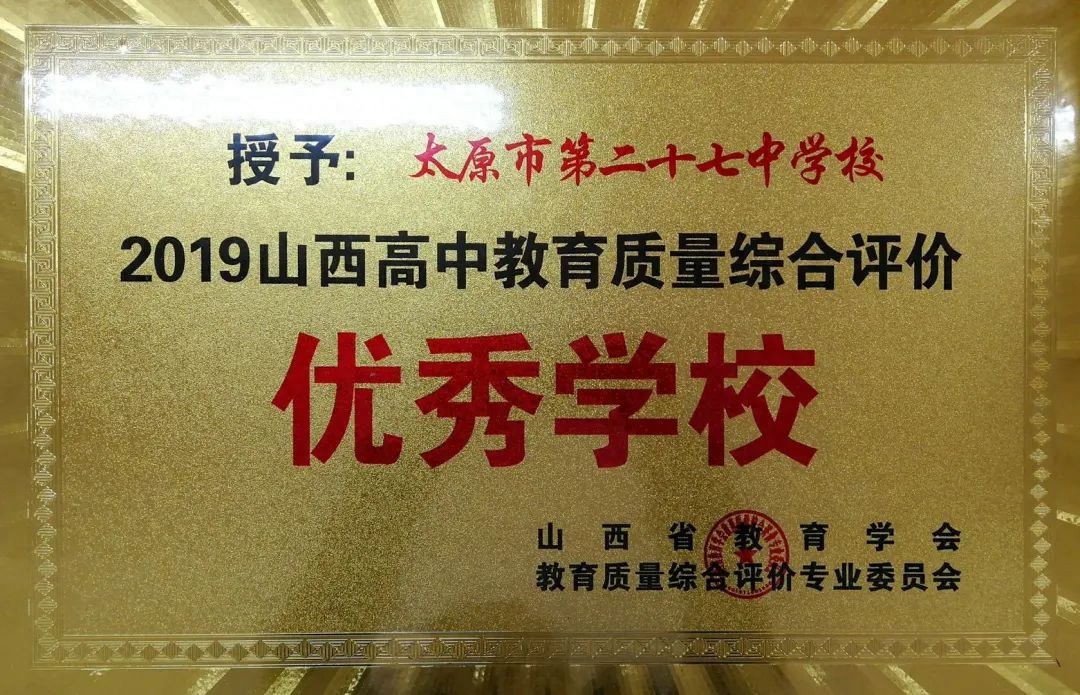 授予: 太原市第二十七中学校
2019山西高中教育质量综合评价
优秀学校
山西省教育学会
教育质量综合评价专业委员会